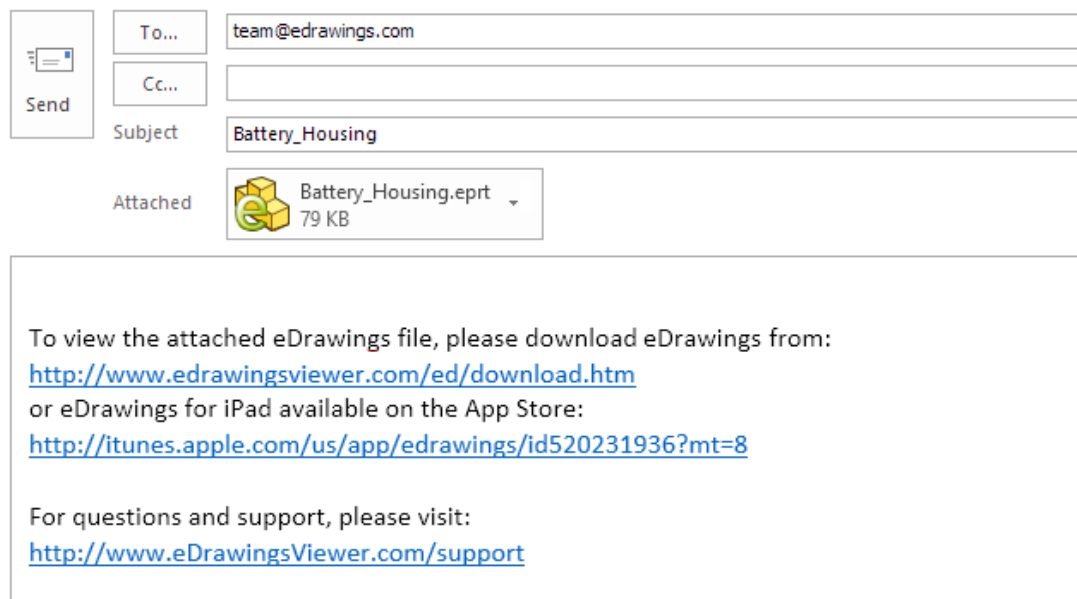 To...
team@edrawings.com
Cc...
Send
Subject
Battery_Housing
Attached
Battery_Housing.eprt
79 KB
To view the attached eDrawings file, please download eDrawings from:
http://www.edrawingsviewer.com/ed/download.htm
or eDrawings for iPad available on the App Store:
http://itunes.apple.com/us/app/edrawings/id520231936?mt=8
For questions and support, please visit:
http://www.eDrawingsViewer.com/support